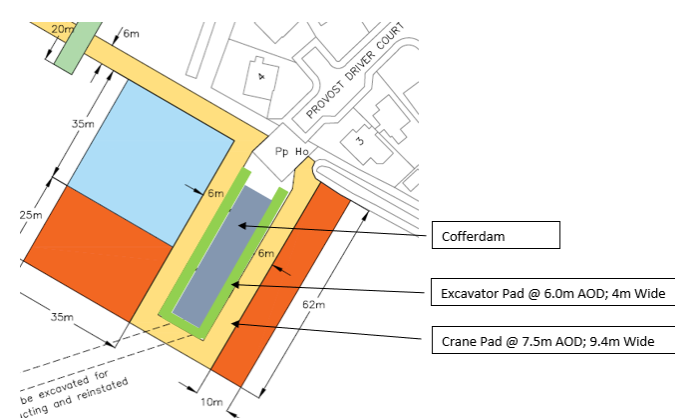 20m
6m
PROVOST DRIVER COURT
4
35m
3
Pp Ho
6m
25m
Cofferdam
6m
Excavator Pad @ 6.0m AOD; 4m Wide
62m
35m
Crane Pad @ 7.5m AOD; 9.4m Wide
be excavated for
cting and reinstated
10m